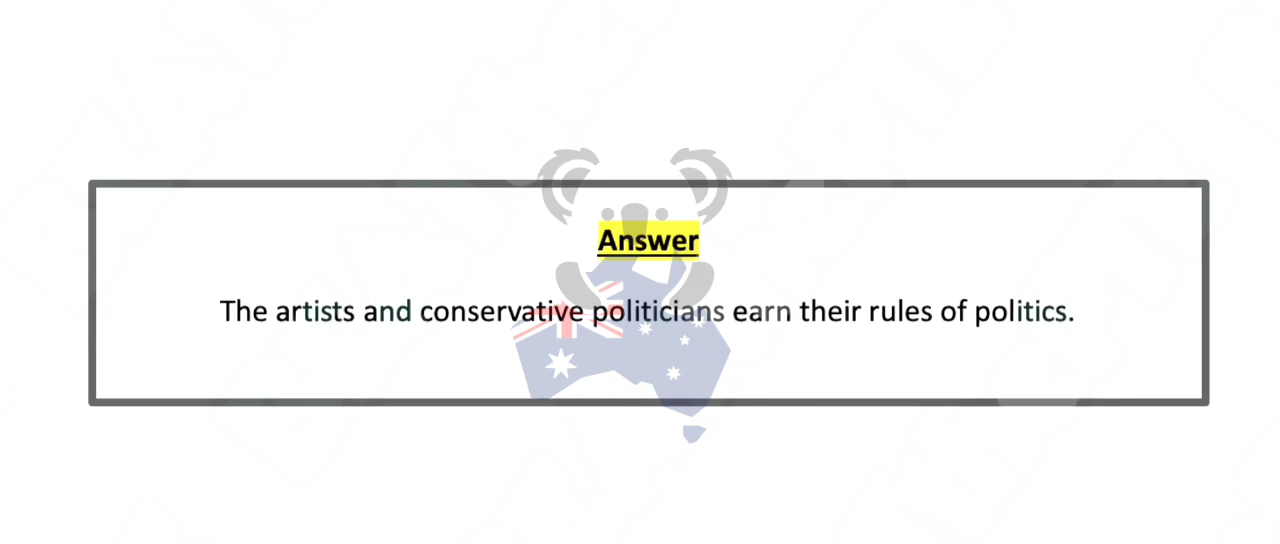 Answer
The artists and conservative politicians earn their rules of politics.